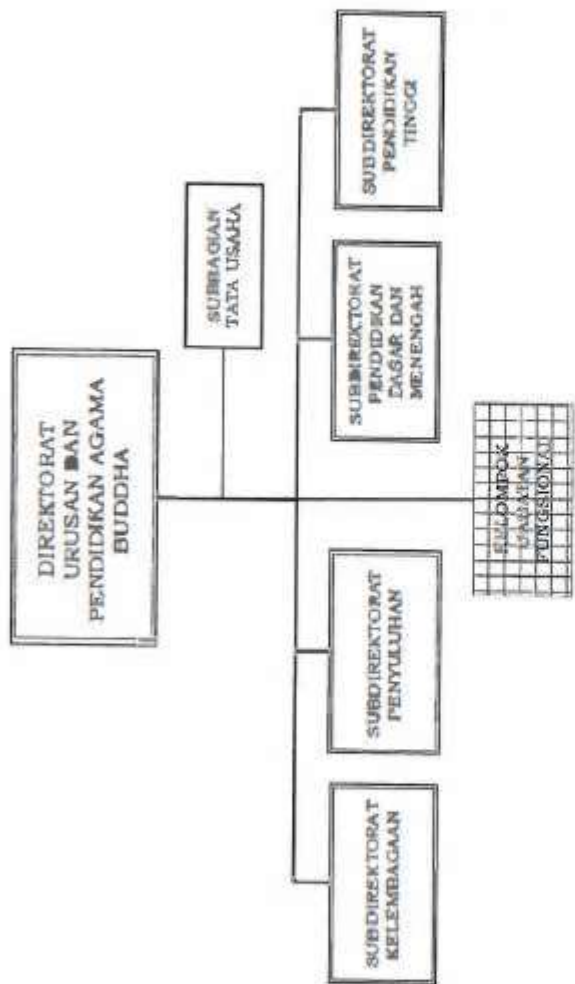 DIREKTORAT
URUSAN DAN
PENDIDIKAN AGAMA
BUDDHA
SUBBAGIAN
TATA USAHA
SUBDIREKTORAT
KELEMBAGAAN
SUBDIREKTORAT
PENYULUHAN
SUBDIREKTORAT
PENDIDIKAN
DASAR DAN
MENENGAH
SUBDIREKTORAT
PENDIDIKAN
TINGGI
KELOMPOK
JABATAN
FUNGSIONAL